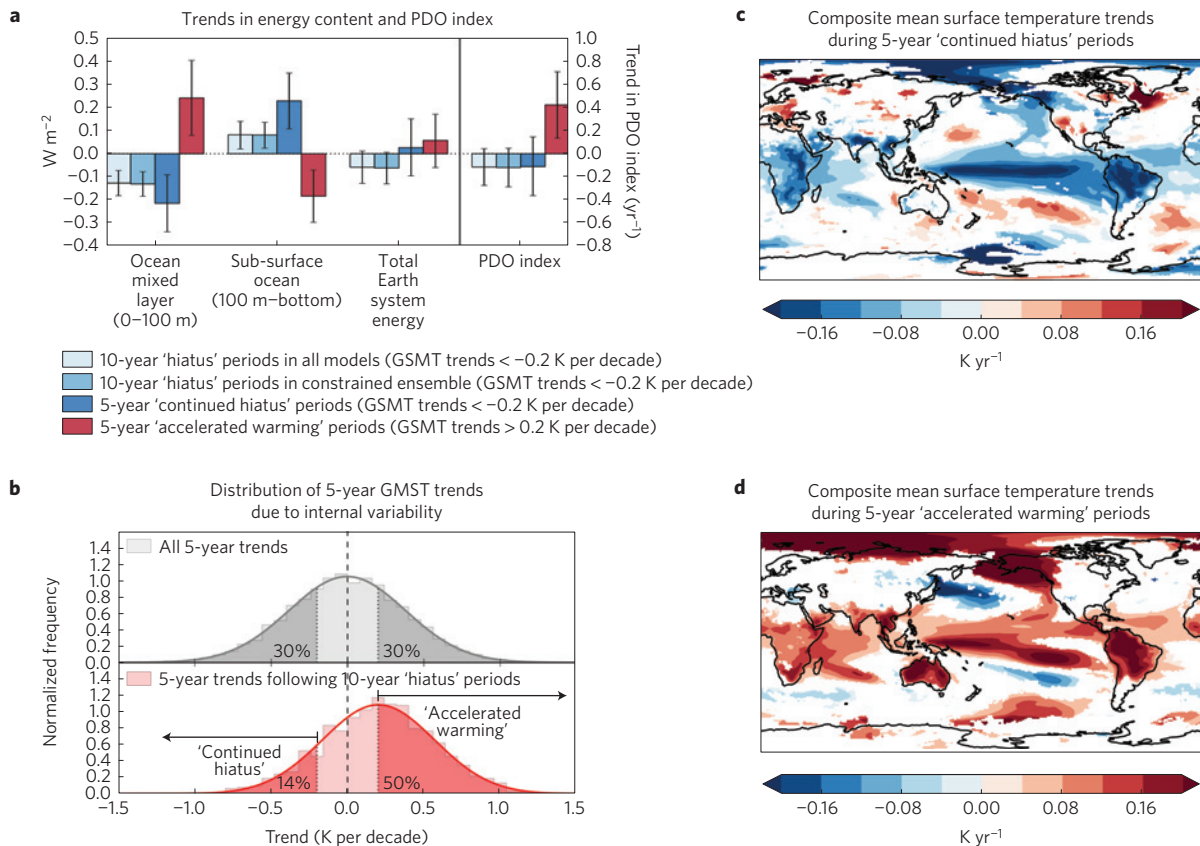 a
Trends in energy content and PDO index
0.5
0.4
0.3
0.2
0.1
0.0
−0.1
−0.2
−0.3
−0.4
W m−2
1.0
0.8
0.6
0.4
0.2
0.0
−0.2
−0.4
−0.6
−0.8
Trend in PDO index (yr−1)
Ocean
mixed
layer
(0–100 m)
Sub-surface
ocean
(100 m–bottom)
Total
Earth
system
energy
PDO index
10-year 'hiatus' periods in all models (GSMT trends < −0.2 K per decade)
10-year 'hiatus' periods in constrained ensemble (GSMT trends < −0.2 K per decade)
5-year 'continued hiatus' periods (GSMT trends < −0.2 K per decade)
5-year 'accelerated warming' periods (GSMT trends > 0.2 K per decade)
b
Distribution of 5-year GMST trends
due to internal variability
Normalized frequency
1.4
1.2
1.0
0.8
0.6
0.4
0.2
0.0
All 5-year trends
30%
30%
1.4
1.2
1.0
0.8
0.6
0.4
0.2
0.0
5-year trends following 10-year 'hiatus' periods
'Continued
hiatus'
'Accelerated
warming'
14%
50%
−1.5
−1.0
−0.5
0.0
0.5
1.0
1.5
Trend (K per decade)
c
Composite mean surface temperature trends
during 5-year 'continued hiatus' periods
−0.16
−0.08
0.00
0.08
0.16
K yr−1
d
Composite mean surface temperature trends
during 5-year 'accelerated warming' periods
−0.16
−0.08
0.00
0.08
0.16
K yr−1